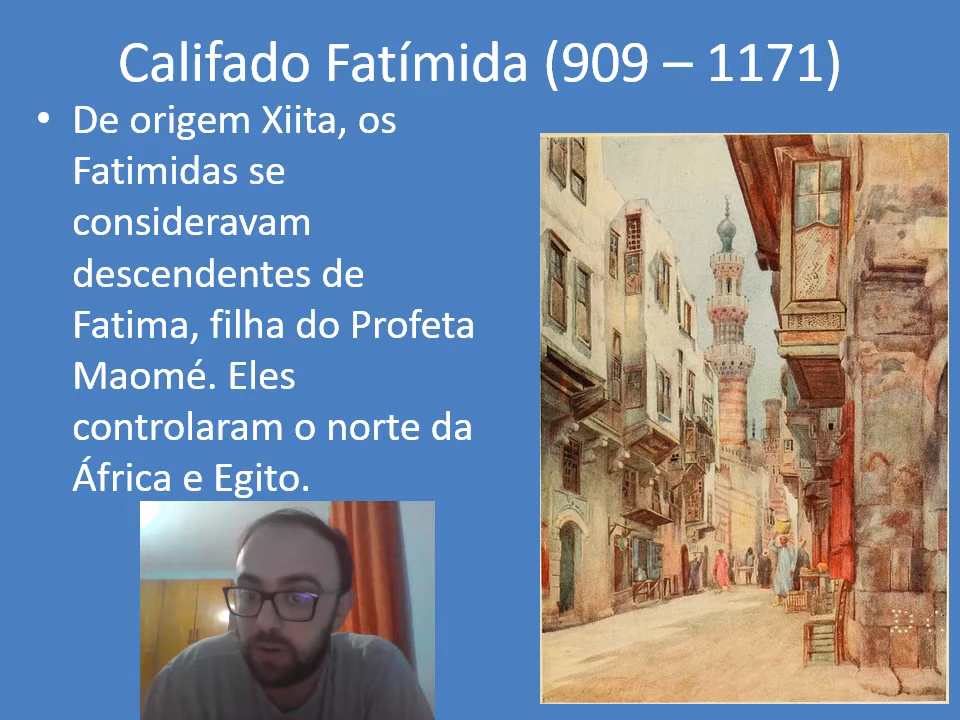 Califado Fatímida (909 – 1171)
• De origem Xiita, os
Fatimidas se
consideravam
descendentes de
Fatima, filha do Profeta
Maomé. Eles
controlaram o norte da
África e Egito.